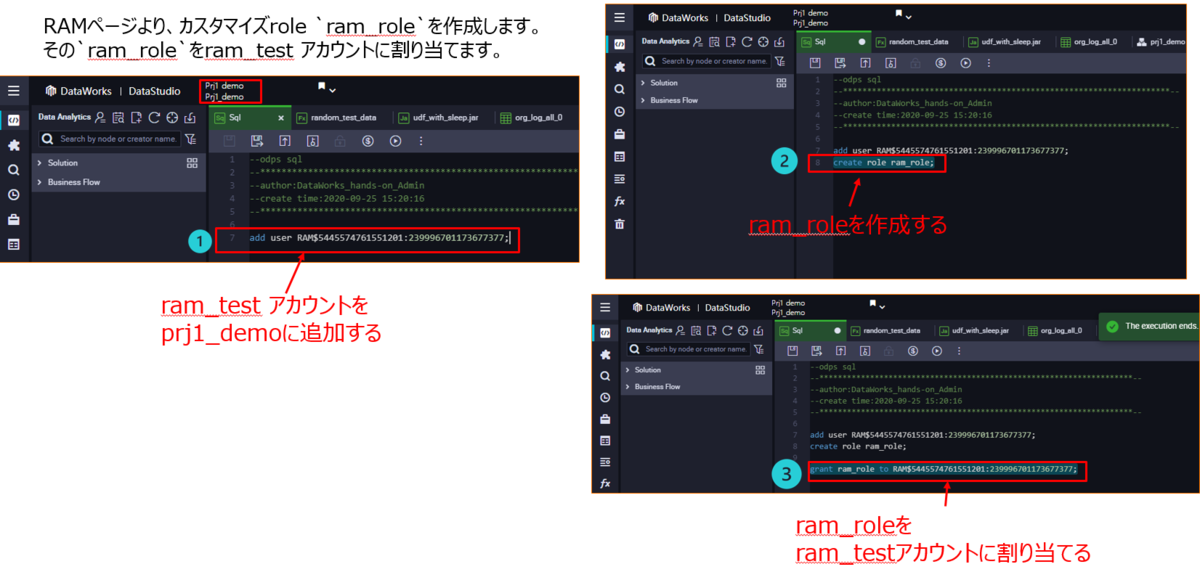 RAMページより、カスタマイズrole `ram_role`を作成します。
その`ram_role`をram_test アカウントに割り当てます。
DataWorks | DataStudio
Prj1 demo
Prj1_demo
Data Analytics
Sql
random_test_data
udf_with_sleep.jar
org_log_all_0
Search by node or creator name.
Solution
Business Flow
1 --odps sql
2 --********************************************************************
3 --author:DataWorks_hands-on_Admin
4 --create time:2020-09-25 15:20:16
5 --********************************************************************
6
7 add user RAM$5445574761551201:239996701173677377;
1
ram_test アカウントを
prj1_demoに追加する
DataWorks | DataStudio
Prj1 demo
Prj1_demo
Data Analytics
Sql
random_test_data
udf_with_sleep.jar
org_log_all_0
prj1_demo
Search by node or creator name.
Solution
Business Flow
1 --odps sql
2 --********************************************************************--
3 --author:DataWorks_hands-on_Admin
4 --create time:2020-09-25 15:20:16
5 --********************************************************************--
6
7 add user RAM$5445574761551201:239996701173677377;
8 create role ram_role;
2
ram_roleを作成する
DataWorks | DataStudio
Prj1 demo
Prj1_demo
Data Analytics
Sql
random_test_data
udf_with_sleep.jar
org_log_all_0
The execution ends.
Search by node or creator name.
Solution
Business Flow
1 --odps sql
2 --********************************************************************--
3 --author:DataWorks_hands-on_Admin
4 --create time:2020-09-25 15:20:16
5 --********************************************************************--
6
7 add user RAM$5445574761551201:239996701173677377;
8 create role ram_role;
9
grant ram_role to RAM$5445574761551201:239996701173677377;
3
ram_roleを
ram_testアカウントに割り当てる